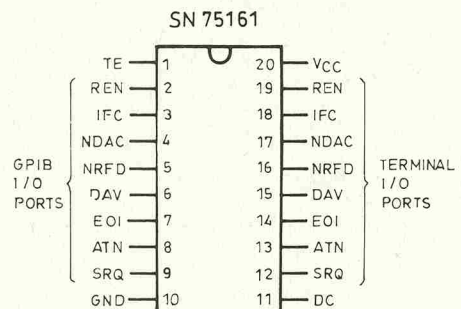 SN 75161
TE 1 20 VCC
REN 2 19 REN
IFC 3 18 IFC
NDAC 4 17 NDAC
NRFD 5 16 NRFD
DAV 6 15 DAV
EOI 7 14 EOI
ATN 8 13 ATN
SRQ 9 12 SRQ
GND 10 11 DC
GPIB
I/O
PORTS
TERMINAL
I/O
PORTS